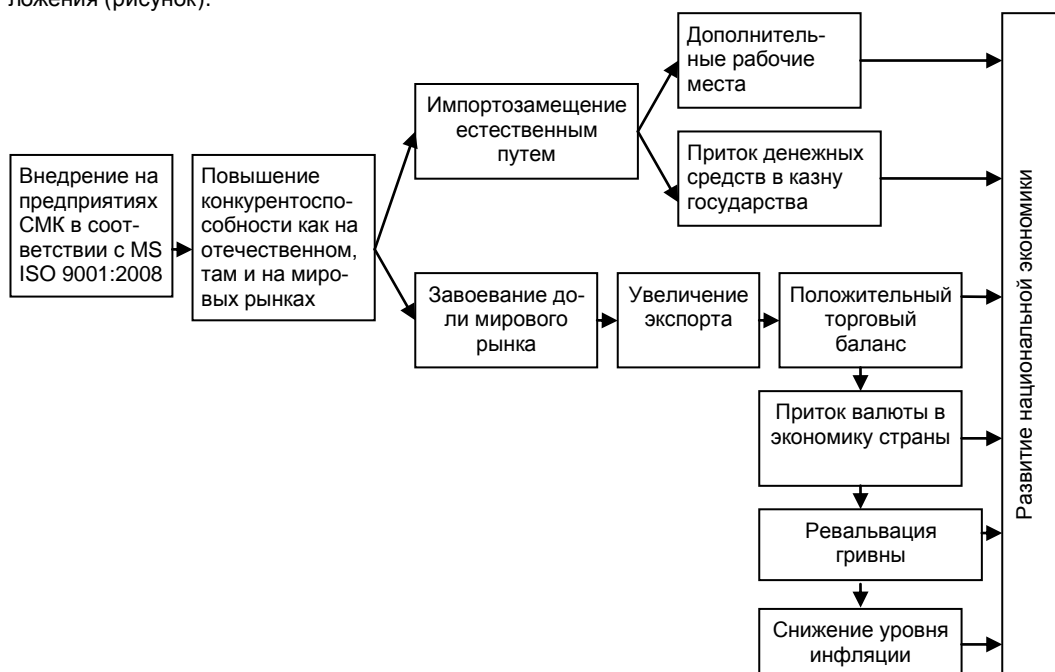 ложения (рисунок).
Внедрение на
предприятиях
СМК в соот-
ветствии с MS
ISO 9001:2008
Повышение
конкурентоспо-
собности как на
отечественном,
там и на миро-
вых рынках
Импортозамещение
естественным
путем
Дополнитель-
ные рабочие
места
Приток денежных
средств в казну
государства
Завоевание до-
ли мирового
рынка
Увеличение
экспорта
Положительный
торговый
баланс
Приток валюты в
экономику страны
Ревальвация
гривны
Снижение уровня
инфляции
Развитие национальной экономики